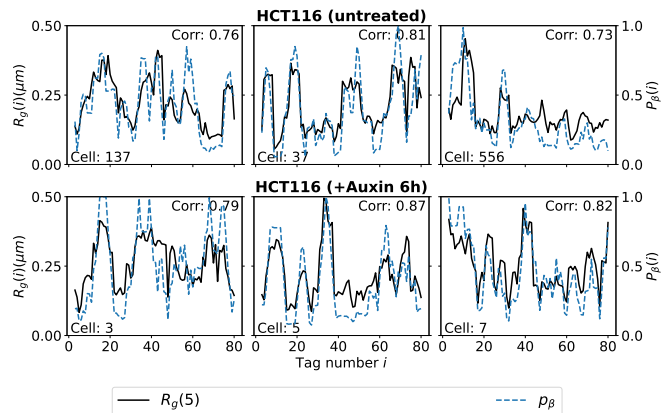 HCT116 (untreated)
0.50
0.25
0.00
R_g(i)(μm)
Corr: 0.76
Cell: 137
Corr: 0.81
Cell: 37
Corr: 0.73
Cell: 556
1.0
0.5
0.0
P_β(i)
HCT116 (+Auxin 6h)
0.50
0.25
0.00
R_g(i)(μm)
Corr: 0.79
Cell: 3
Corr: 0.87
Cell: 5
Corr: 0.82
Cell: 7
1.0
0.5
0.0
P_β(i)
0 20 40 60 80
0 20 40 60 80
0 20 40 60 80
Tag number i
R_g(5)
p_β